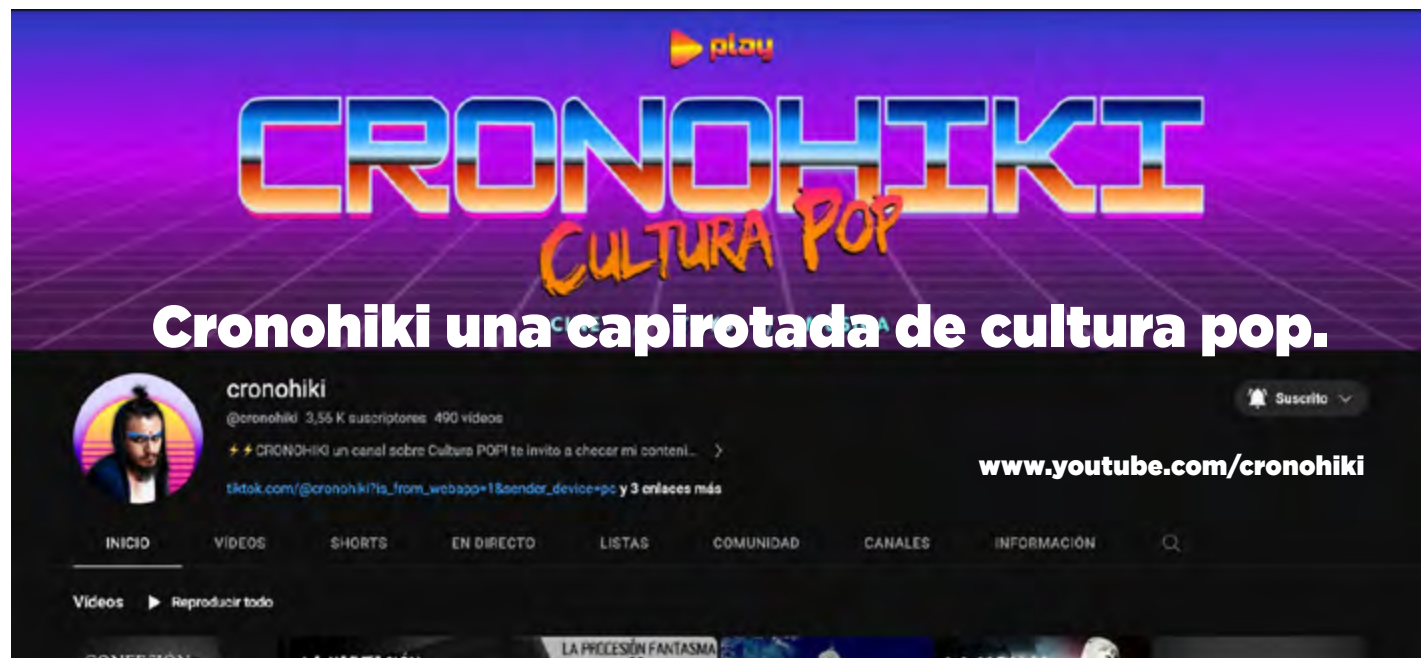 play
CRONOHIKI
CULTURA POP
Cronohiki una capirotada de cultura pop.
cronohiki
@cronohiki 3,56 K suscriptores 490 vídeos
⚡⚡CRONOHIKI un canal sobre Cultura POP! te invito a checar mi conteni... >
tiktok.com/@cronohiki?is_from_webapp=1&sender_device=pc y 3 enlaces más
Suscrito
www.youtube.com/cronohiki
INICIO VÍDEOS SHORTS EN DIRECTO LISTAS COMUNIDAD CANALES INFORMACIÓN
Vídeos ▶ Reproducir todo
LA PROCESIÓN FANTASMA